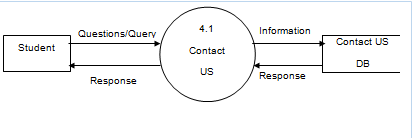 Student
Questions/Query
Response
4.1
Contact
US
Information
Response
Contact US
DB